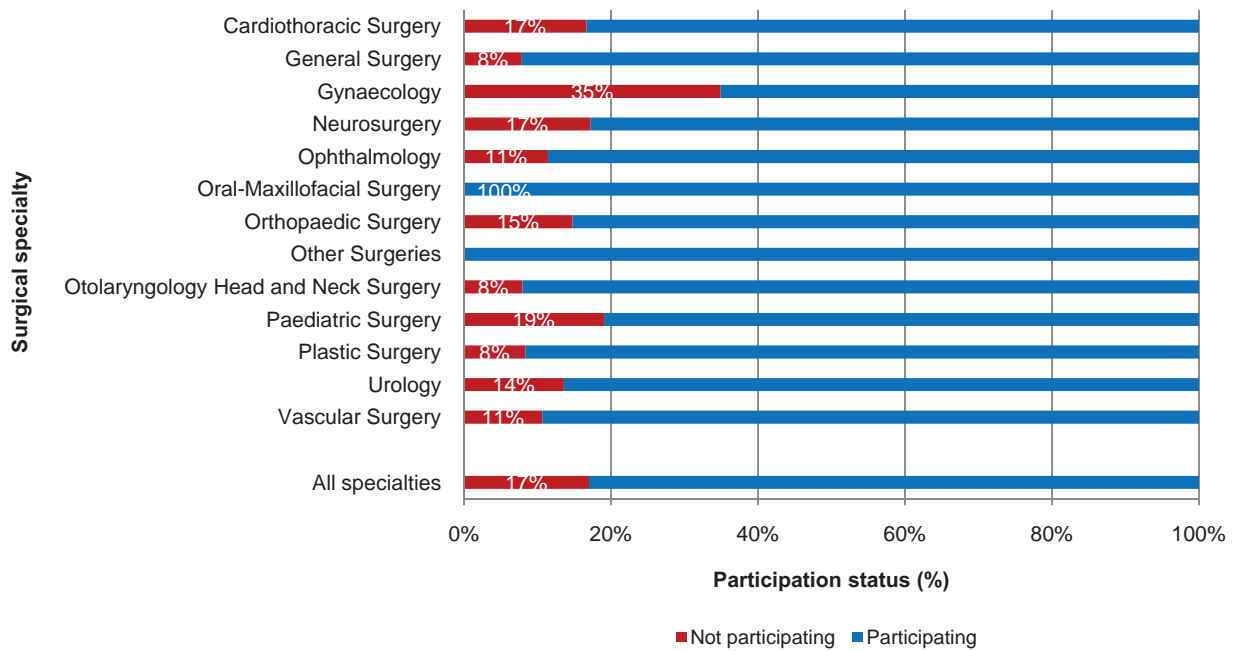 Surgical specialty
Cardiothoracic Surgery 17%
General Surgery 8%
Gynaecology 35%
Neurosurgery 17%
Ophthalmology 11%
Oral-Maxillofacial Surgery 100%
Orthopaedic Surgery 15%
Other Surgeries
Otolaryngology Head and Neck Surgery 8%
Paediatric Surgery 19%
Plastic Surgery 8%
Urology 14%
Vascular Surgery 11%
All specialties 17%
0% 20% 40% 60% 80% 100%
Participation status (%)
Not participating Participating